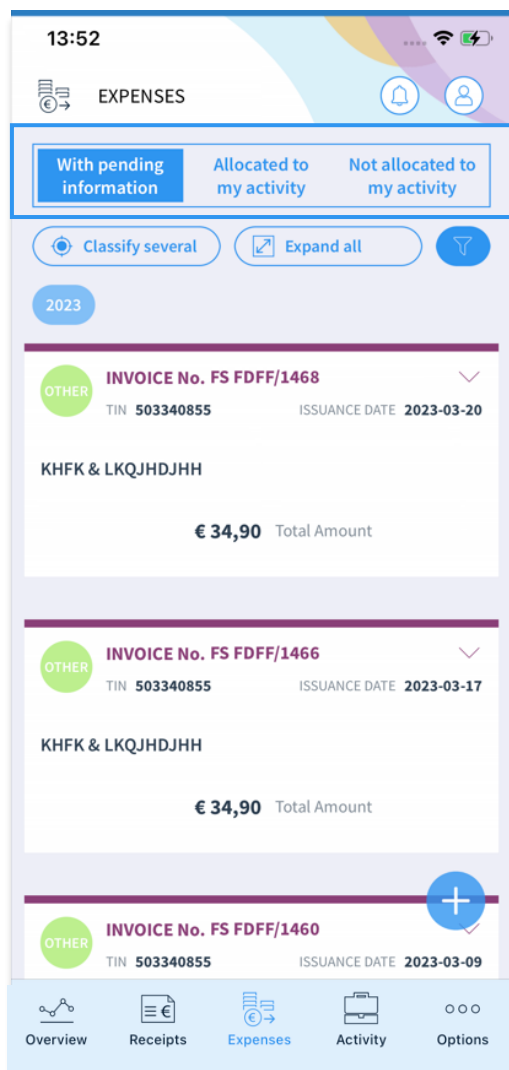 13:52
EXPENSES
With pending information
Allocated to my activity
Not allocated to my activity
Classify several
Expand all
2023
OTHER
INVOICE No. FS FDFF/1468
TIN 503340855 ISSUANCE DATE 2023-03-20
KHFK & LKQJHDJHH
€ 34,90 Total Amount
OTHER
INVOICE No. FS FDFF/1466
TIN 503340855 ISSUANCE DATE 2023-03-17
KHFK & LKQJHDJHH
€ 34,90 Total Amount
OTHER
INVOICE No. FS FDFF/1460
TIN 503340855 ISSUANCE DATE 2023-03-09
Overview Receipts Expenses Activity Options